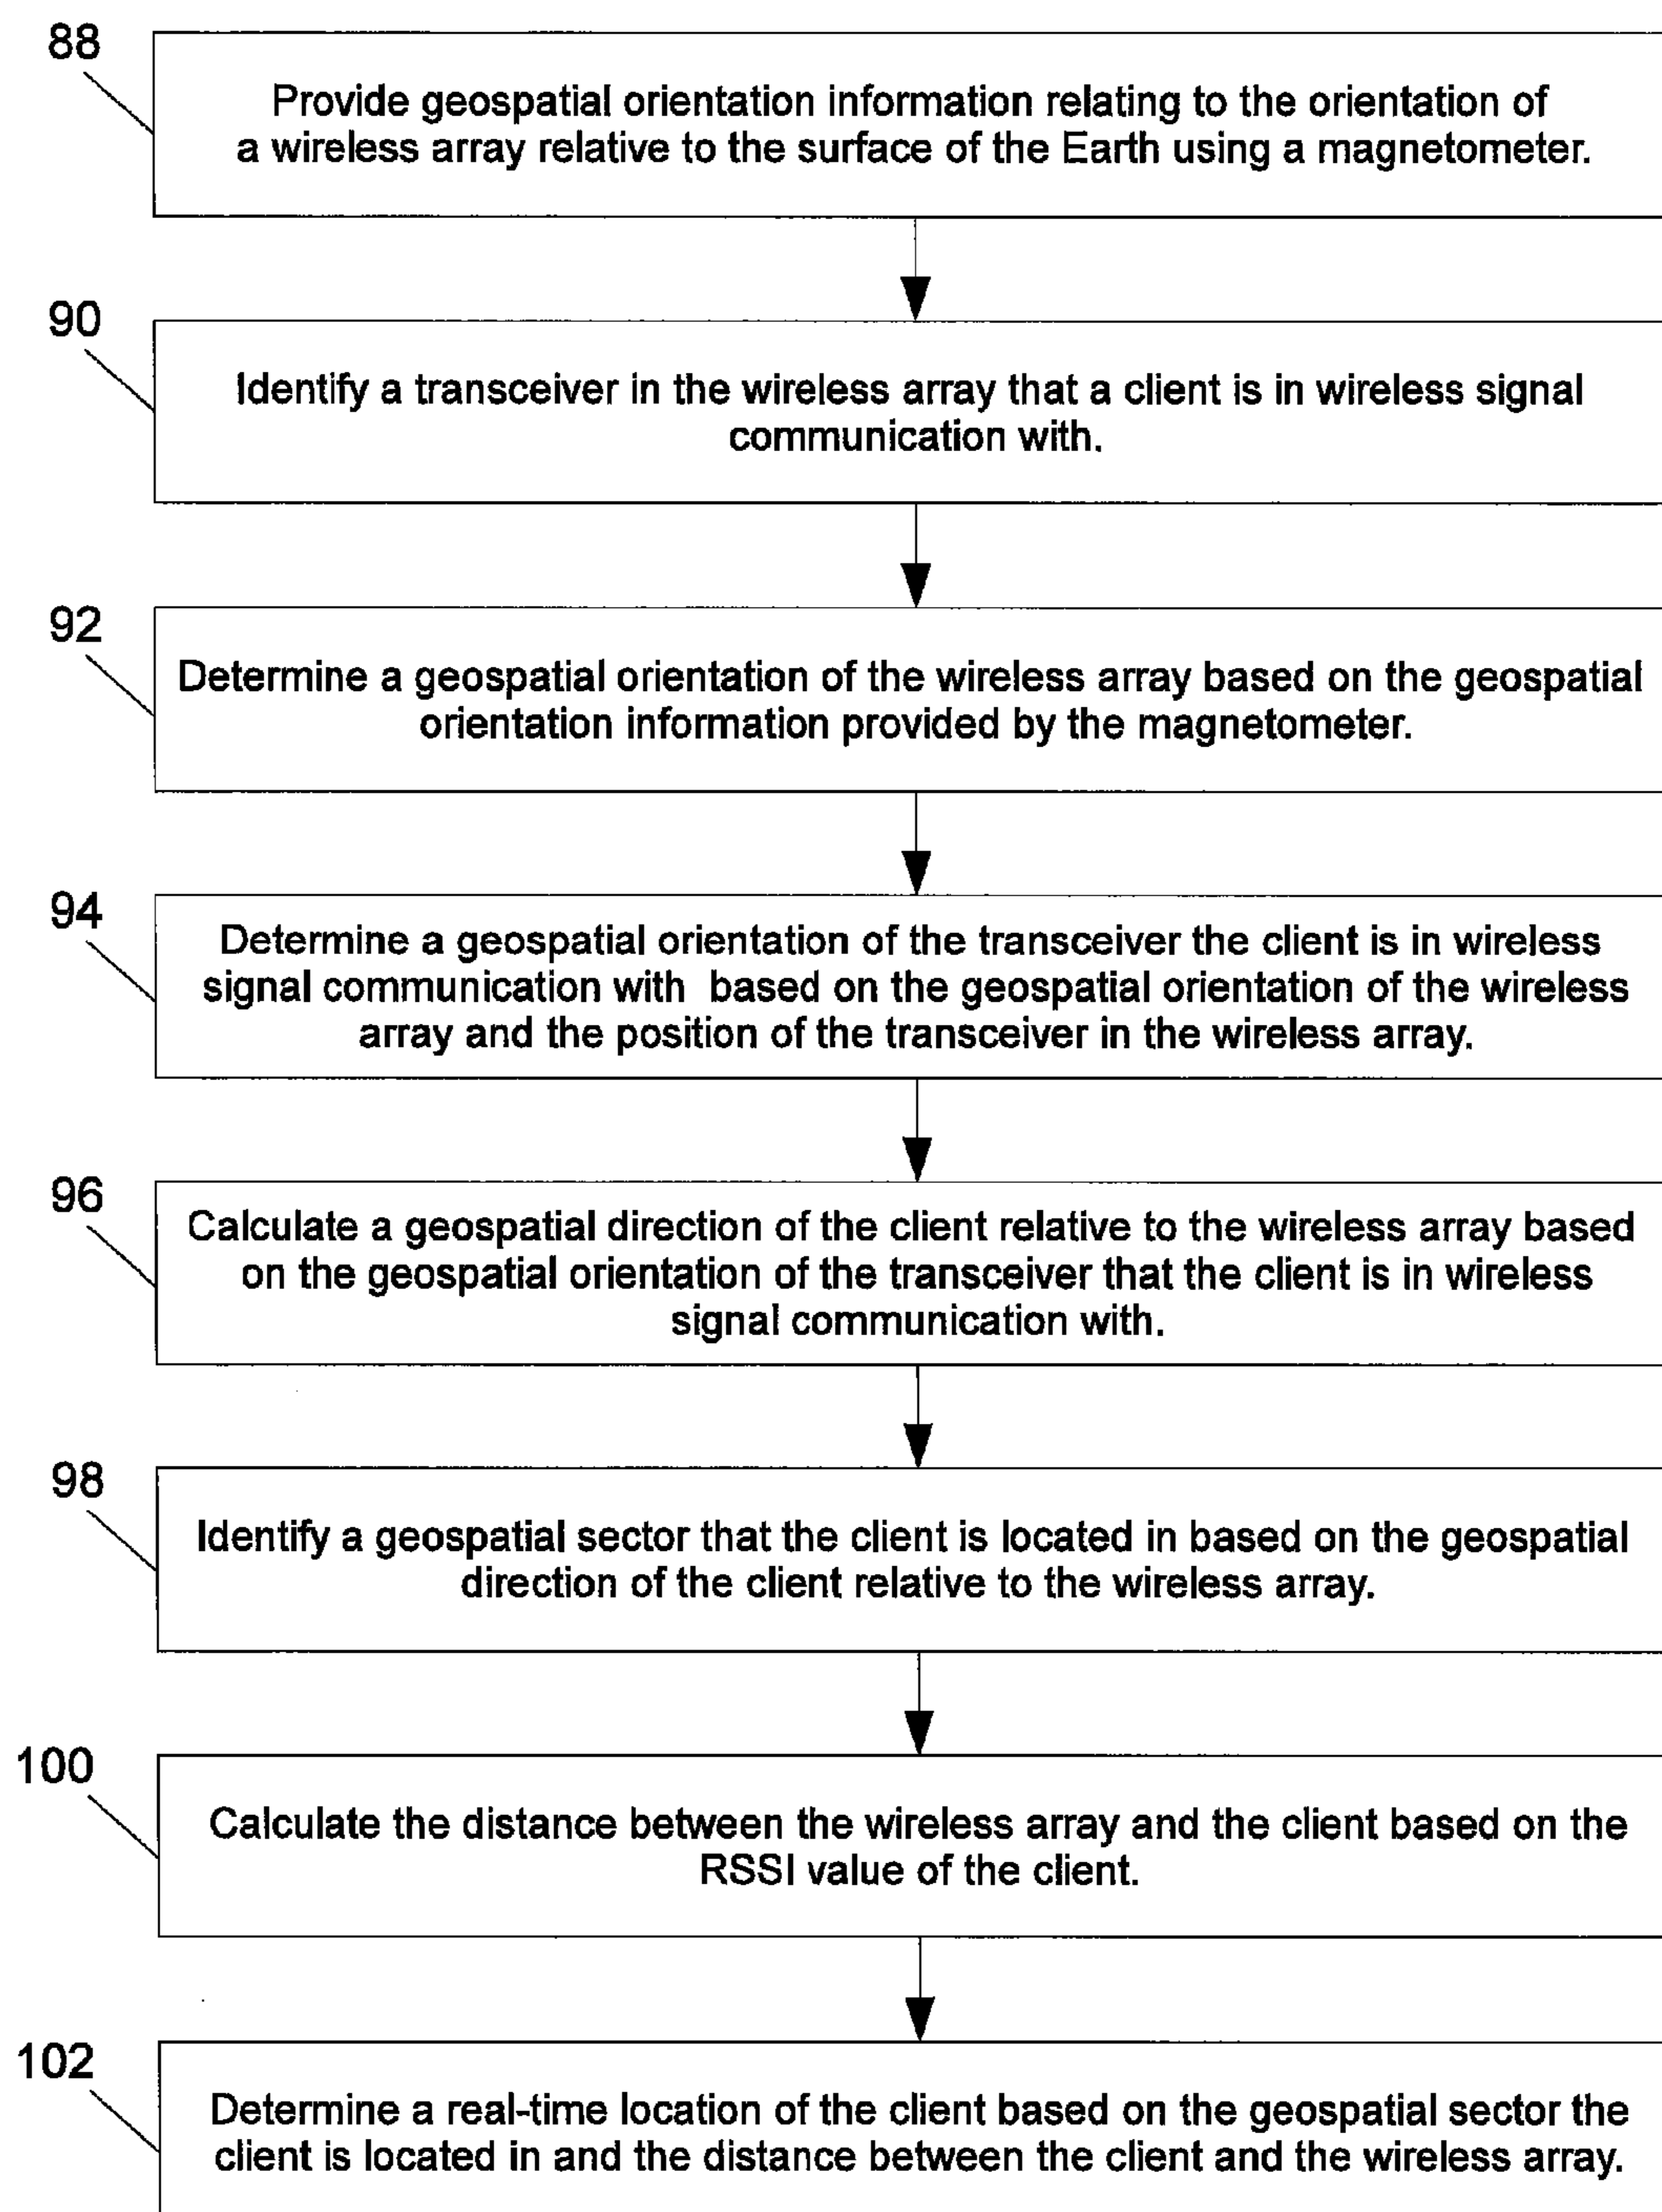 88
Provide geospatial orientation information relating to the orientation of
a wireless array relative to the surface of the Earth using a magnetometer.
90
Identify a transceiver in the wireless array that a client is in wireless signal
communication with.
92
Determine a geospatial orientation of the wireless array based on the geospatial
orientation information provided by the magnetometer.
94
Determine a geospatial orientation of the transceiver the client is in wireless
signal communication with based on the geospatial orientation of the wireless
array and the position of the transceiver in the wireless array.
96
Calculate a geospatial direction of the client relative to the wireless array based
on the geospatial orientation of the transceiver that the client is in wireless
signal communication with.
98
Identify a geospatial sector that the client is located in based on the geospatial
direction of the client relative to the wireless array.
100
Calculate the distance between the wireless array and the client based on the
RSSI value of the client.
102
Determine a real-time location of the client based on the geospatial sector the
client is located in and the distance between the client and the wireless array.